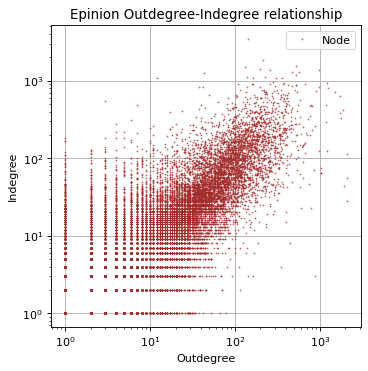 Epinion Outdegree-Indegree relationship
Node
Indegree
10³
10²
10¹
10⁰
10⁰ 10¹ 10² 10³
Outdegree